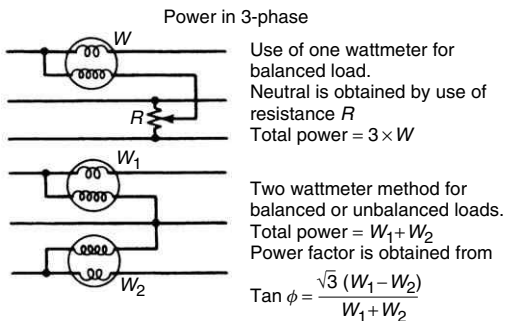 Power in 3-phase
W
Use of one wattmeter for
balanced load.
Neutral is obtained by use of
resistance R
Total power = 3 × W
R
W₁
Two wattmeter method for
balanced or unbalanced loads.
Total power = W₁ + W₂
Power factor is obtained from
Tan φ = √3 (W₁ − W₂) / W₁ + W₂
W₂